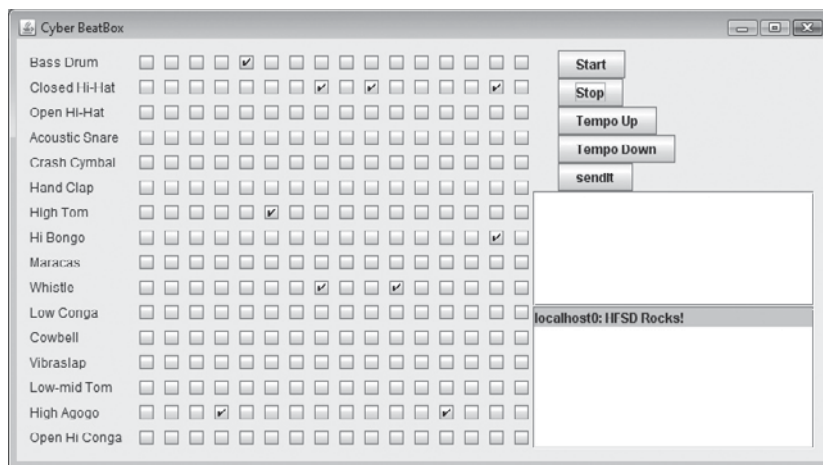 Cyber BeatBox
Bass Drum
Closed Hi-Hat
Open Hi-Hat
Acoustic Snare
Crash Cymbal
Hand Clap
High Tom
Hi Bongo
Maracas
Whistle
Low Conga
Cowbell
Vibraslap
Low-mid Tom
High Agogo
Open Hi Conga
Start
Stop
Tempo Up
Tempo Down
sendIt
localhost0: HFSD Rocks!